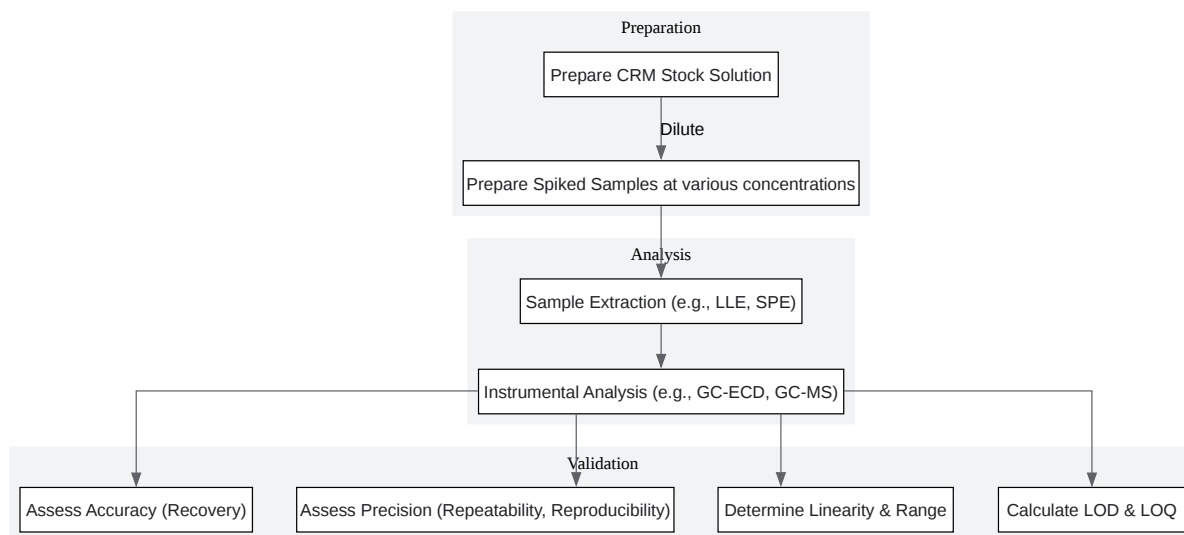 Preparation
Prepare CRM Stock Solution
Dilute
Prepare Spiked Samples at various concentrations
Analysis
Sample Extraction (e.g., LLE, SPE)
Instrumental Analysis (e.g., GC-ECD, GC-MS)
Validation
Assess Accuracy (Recovery)
Assess Precision (Repeatability, Reproducibility)
Determine Linearity & Range
Calculate LOD & LOQ